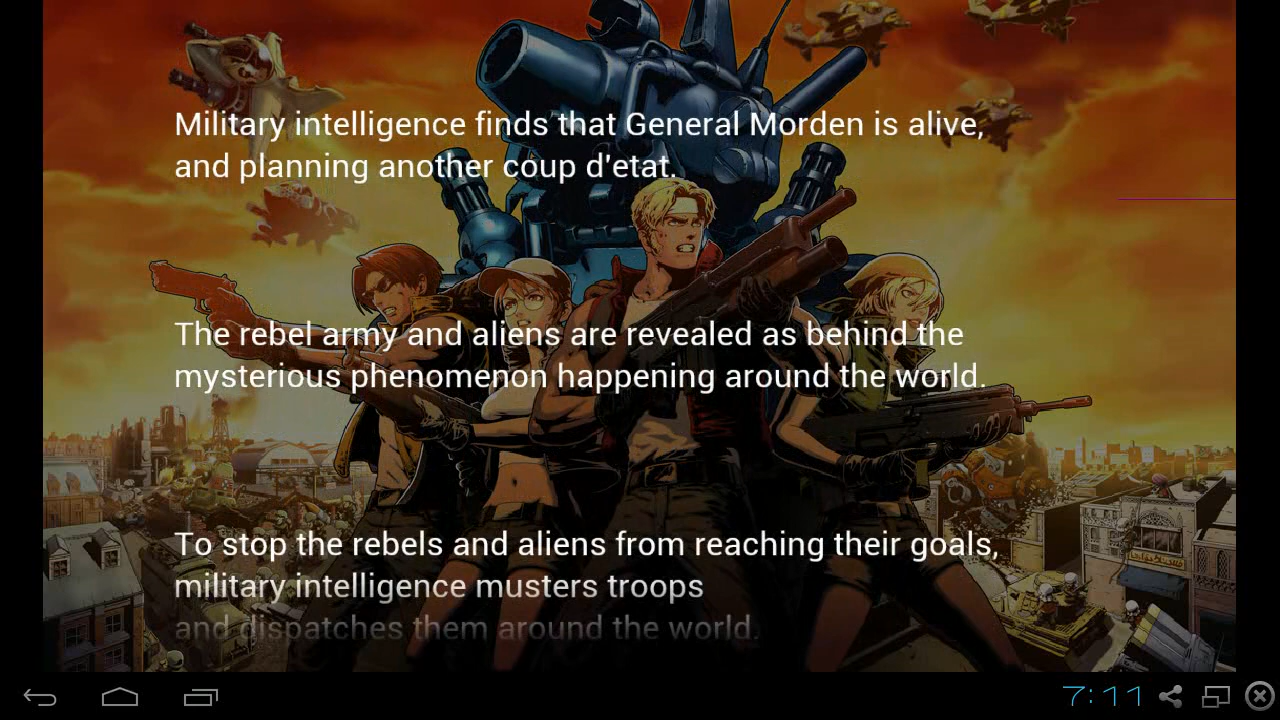 Military intelligence finds that General Morden is alive,
and planning another coup d'etat.
The rebel army and aliens are revealed as behind the
mysterious phenomenon happening around the world.
To stop the rebels and aliens from reaching their goals,
military intelligence musters troops
and dispatches them around the world.
7:11